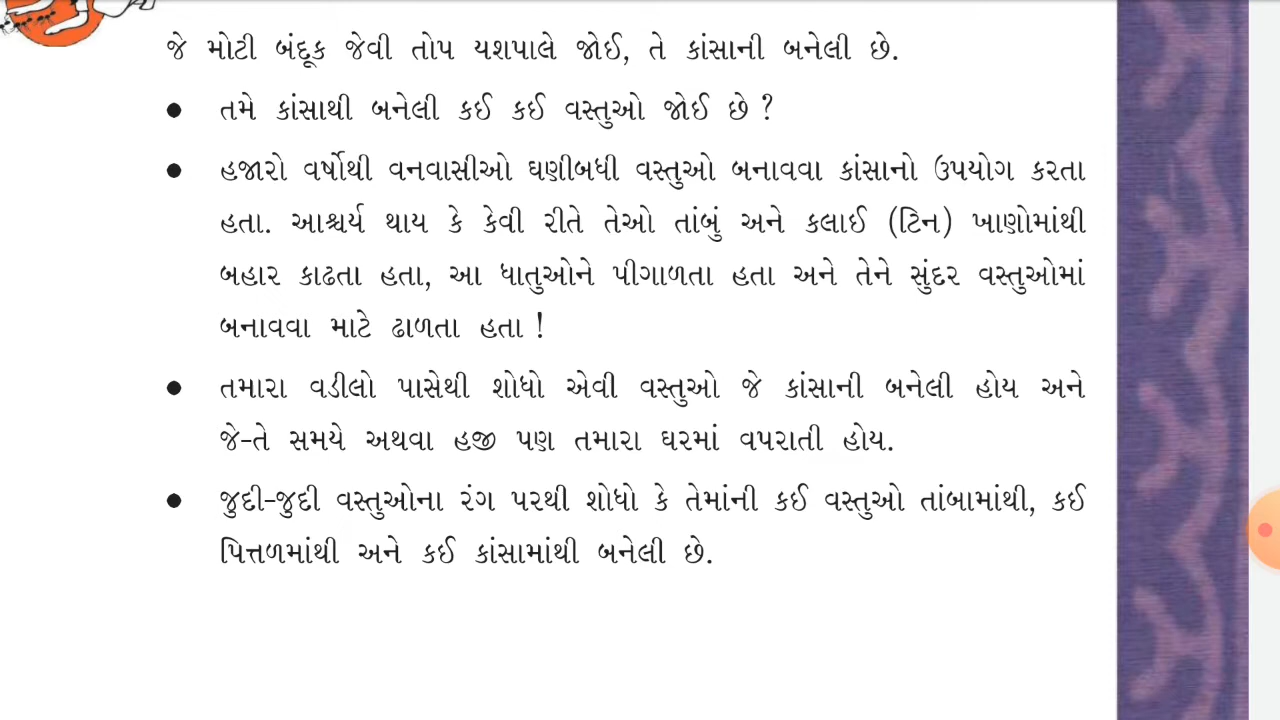 જે મોટી બંદૂક જેવી તોપ યશપાલે જોઈ, તે કાંસાની બનેલી છે.
● તમે કાંસાથી બનેલી કઈ કઈ વસ્તુઓ જોઈ છે ?
● હજારો વર્ષોથી વનવાસીઓ ઘણીબધી વસ્તુઓ બનાવવા કાંસાનો ઉપયોગ કરતા
હતા. આશ્ચર્ય થાય કે કેવી રીતે તેઓ તાંબું અને કલાઈ (ટિન) ખાણોમાંથી
બહાર કાઢતા હતા, આ ધાતુઓને પીગાળતા હતા અને તેને સુંદર વસ્તુઓમાં
બનાવવા માટે ઢાળતા હતા !
● તમારા વડીલો પાસેથી શોધો એવી વસ્તુઓ જે કાંસાની બનેલી હોય અને
જે-તે સમયે અથવા હજી પણ તમારા ઘરમાં વપરાતી હોય.
● જુદી-જુદી વસ્તુઓના રંગ પરથી શોધો કે તેમાંની કઈ વસ્તુઓ તાંબામાંથી, કઈ
પિત્તળમાંથી અને કઈ કાંસામાંથી બનેલી છે.